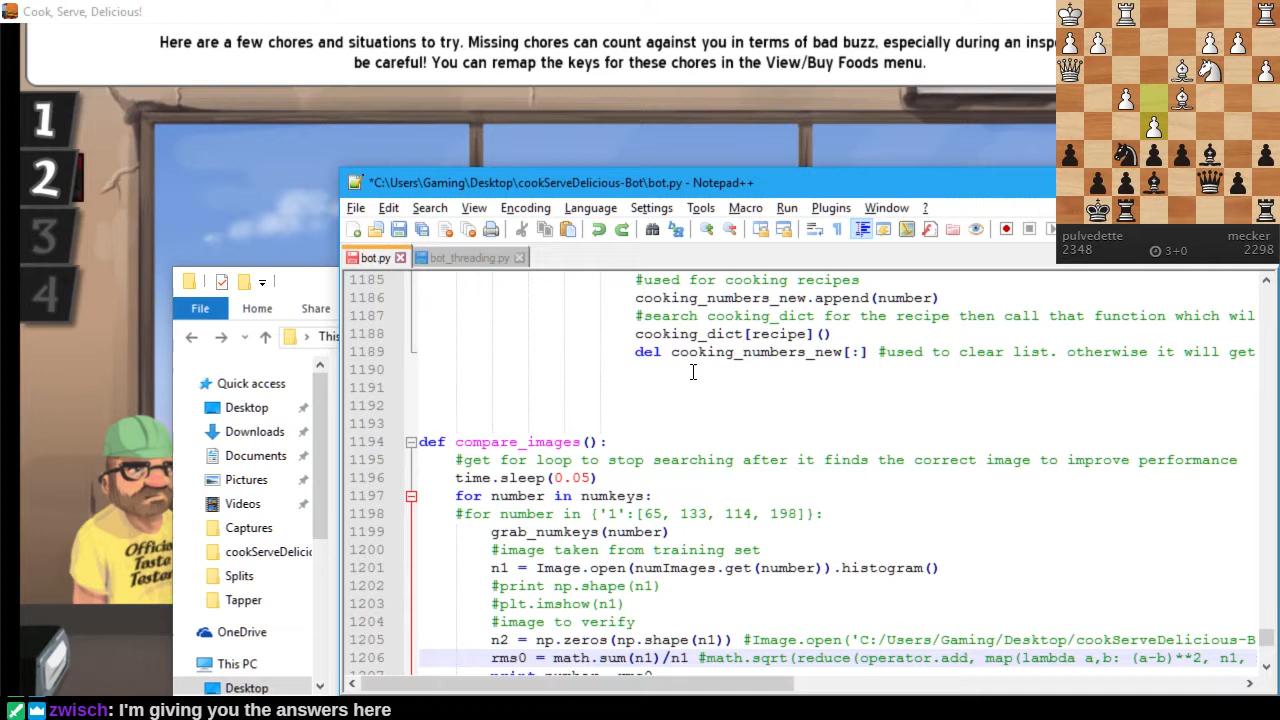 Cook, Serve, Delicious!
Here are a few chores and situations to try. Missing chores can count against you in terms of bad buzz, especially during an inspe
be careful! You can remap the keys for these chores in the View/Buy Foods menu.
1
2
3
4
pulvedette
mecker
2348
3+0
2298
*C:\Users\Gaming\Desktop\cookServeDelicious-Bot\bot.py - Notepad++
File Edit Search View Encoding Language Settings Tools Macro Run Plugins Window ?
bot.py
bot_threading.py
1185 #used for cooking recipes
1186 cooking_numbers_new.append(number)
1187 #search cooking_dict for the recipe then call that function which wil
1188 cooking_dict[recipe]()
1189 del cooking_numbers_new[:] #used to clear list. otherwise it will get
1190
1191
1192
1193
1194 def compare_images():
1195 #get for loop to stop searching after it finds the correct image to improve performance
1196 time.sleep(0.05)
1197 for number in numkeys:
1198 #for number in {'1':[65, 133, 114, 198]}:
1199 grab_numkeys(number)
1200 #image taken from training set
1201 n1 = Image.open(numImages.get(number)).histogram()
1202 #print np.shape(n1)
1203 #plt.imshow(n1)
1204 #image to verify
1205 n2 = np.zeros(np.shape(n1)) #Image.open('C:/Users/Gaming/Desktop/cookServeDelicious-B
1206 rms0 = math.sum(n1)/n1 #math.sqrt(reduce(operator.add, map(lambda a,b: (a-b)**2, n1,
File Home Share
This
Quick access
Desktop
Downloads
Documents
Pictures
Videos
Captures
cookServeDelicio
Splits
Tapper
OneDrive
This PC
Desktop
Official
Taste
Tester
zwisch: I'm giving you the answers here